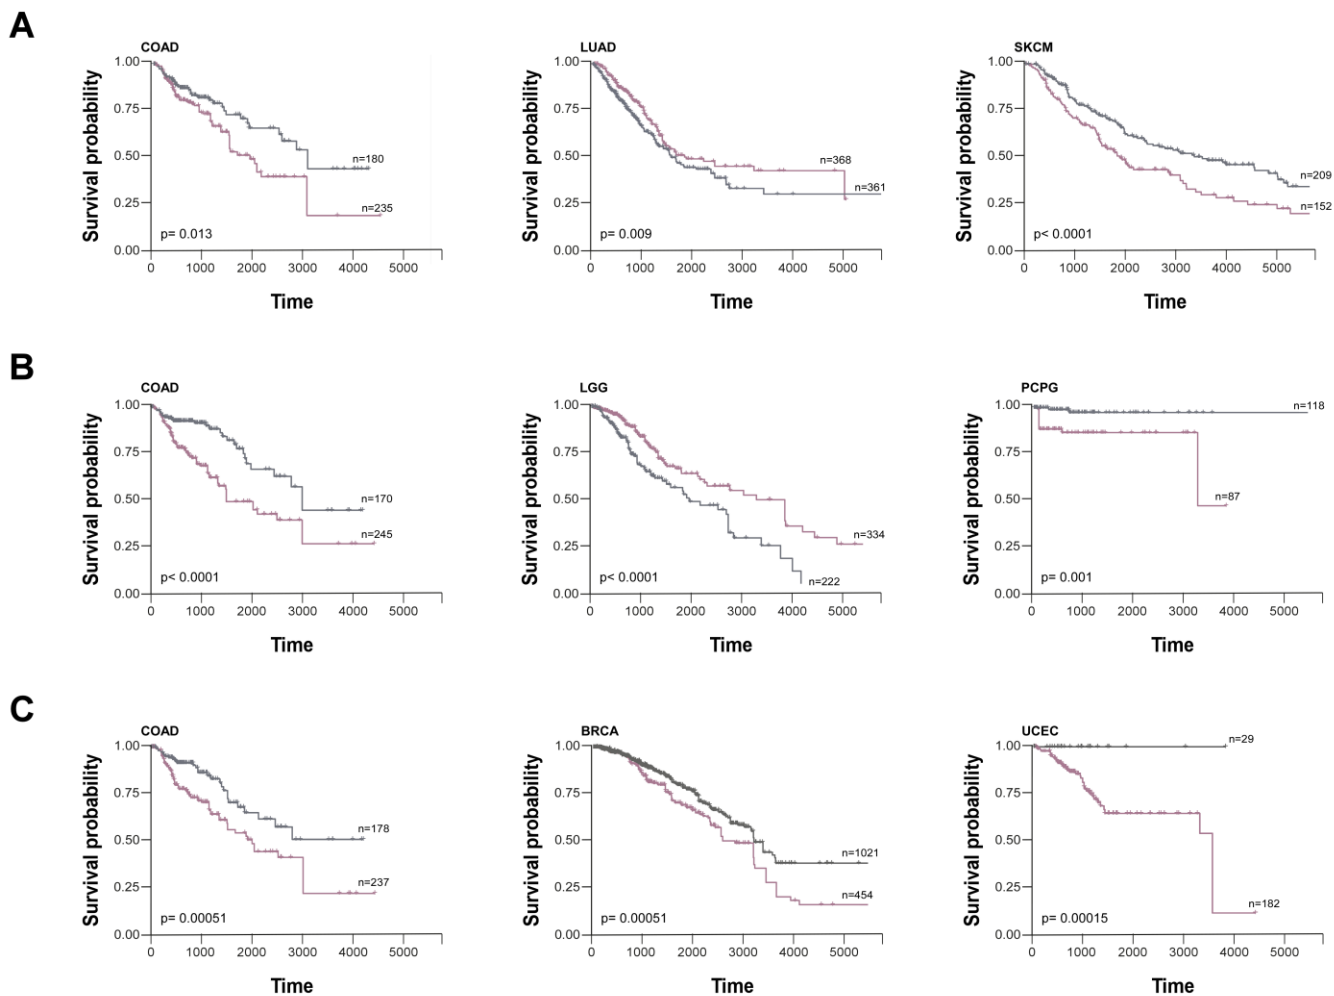 A
COAD
Survival probability
1.00
0.75
0.50
0.25
0.00
n=180
n=235
p= 0.013
0 1000 2000 3000 4000 5000
Time
LUAD
Survival probability
1.00
0.75
0.50
0.25
0.00
n=368
n=361
p= 0.009
0 1000 2000 3000 4000 5000
Time
SKCM
Survival probability
1.00
0.75
0.50
0.25
0.00
n=209
n=152
p< 0.0001
0 1000 2000 3000 4000 5000
Time
B
COAD
Survival probability
1.00
0.75
0.50
0.25
0.00
n=170
n=245
p< 0.0001
0 1000 2000 3000 4000 5000
Time
LGG
Survival probability
1.00
0.75
0.50
0.25
0.00
n=334
n=222
p< 0.0001
0 1000 2000 3000 4000 5000
Time
PCPG
Survival probability
1.00
0.75
0.50
0.25
0.00
n=118
n=87
p= 0.001
0 1000 2000 3000 4000 5000
Time
C
COAD
Survival probability
1.00
0.75
0.50
0.25
0.00
n=178
n=237
p= 0.00051
0 1000 2000 3000 4000 5000
Time
BRCA
Survival probability
1.00
0.75
0.50
0.25
0.00
n=1021
n=454
p= 0.00051
0 1000 2000 3000 4000 5000
Time
UCEC
Survival probability
1.00
0.75
0.50
0.25
0.00
n=29
n=182
p= 0.00015
0 1000 2000 3000 4000 5000
Time